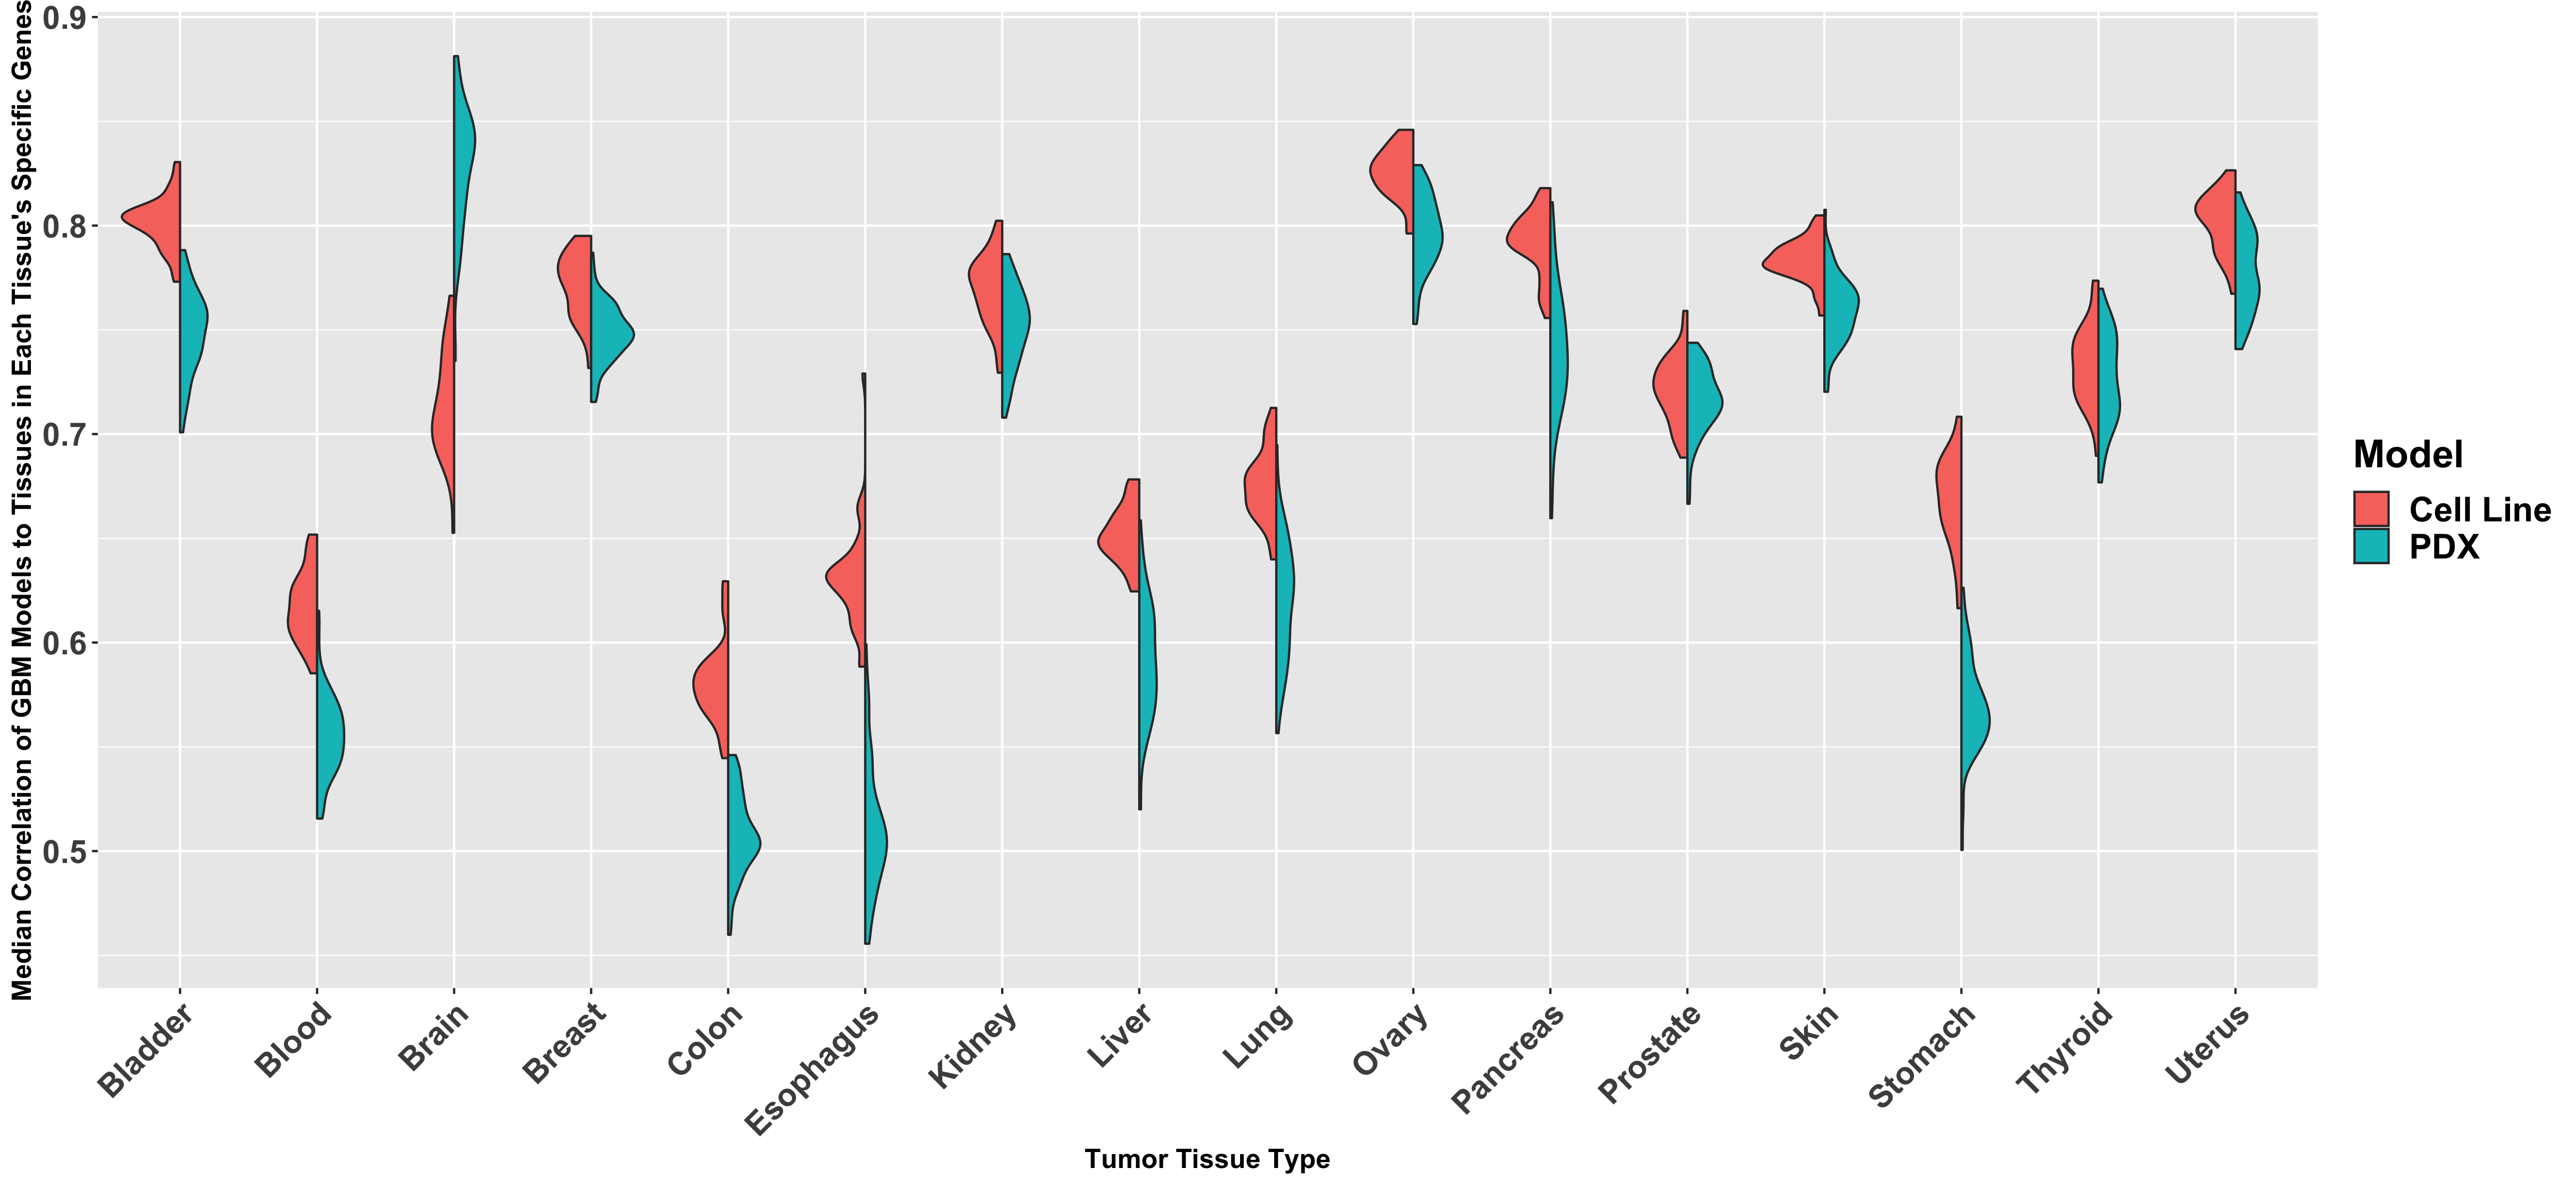 Median Correlation of GBM Models to Tissues in Each Tissue's Specific Genes
0.9
0.8
0.7
0.6
0.5
Bladder
Blood
Brain
Breast
Colon
Esophagus
Kidney
Liver
Lung
Ovary
Pancreas
Prostate
Skin
Stomach
Thyroid
Uterus
Tumor Tissue Type
Model
Cell Line
PDX